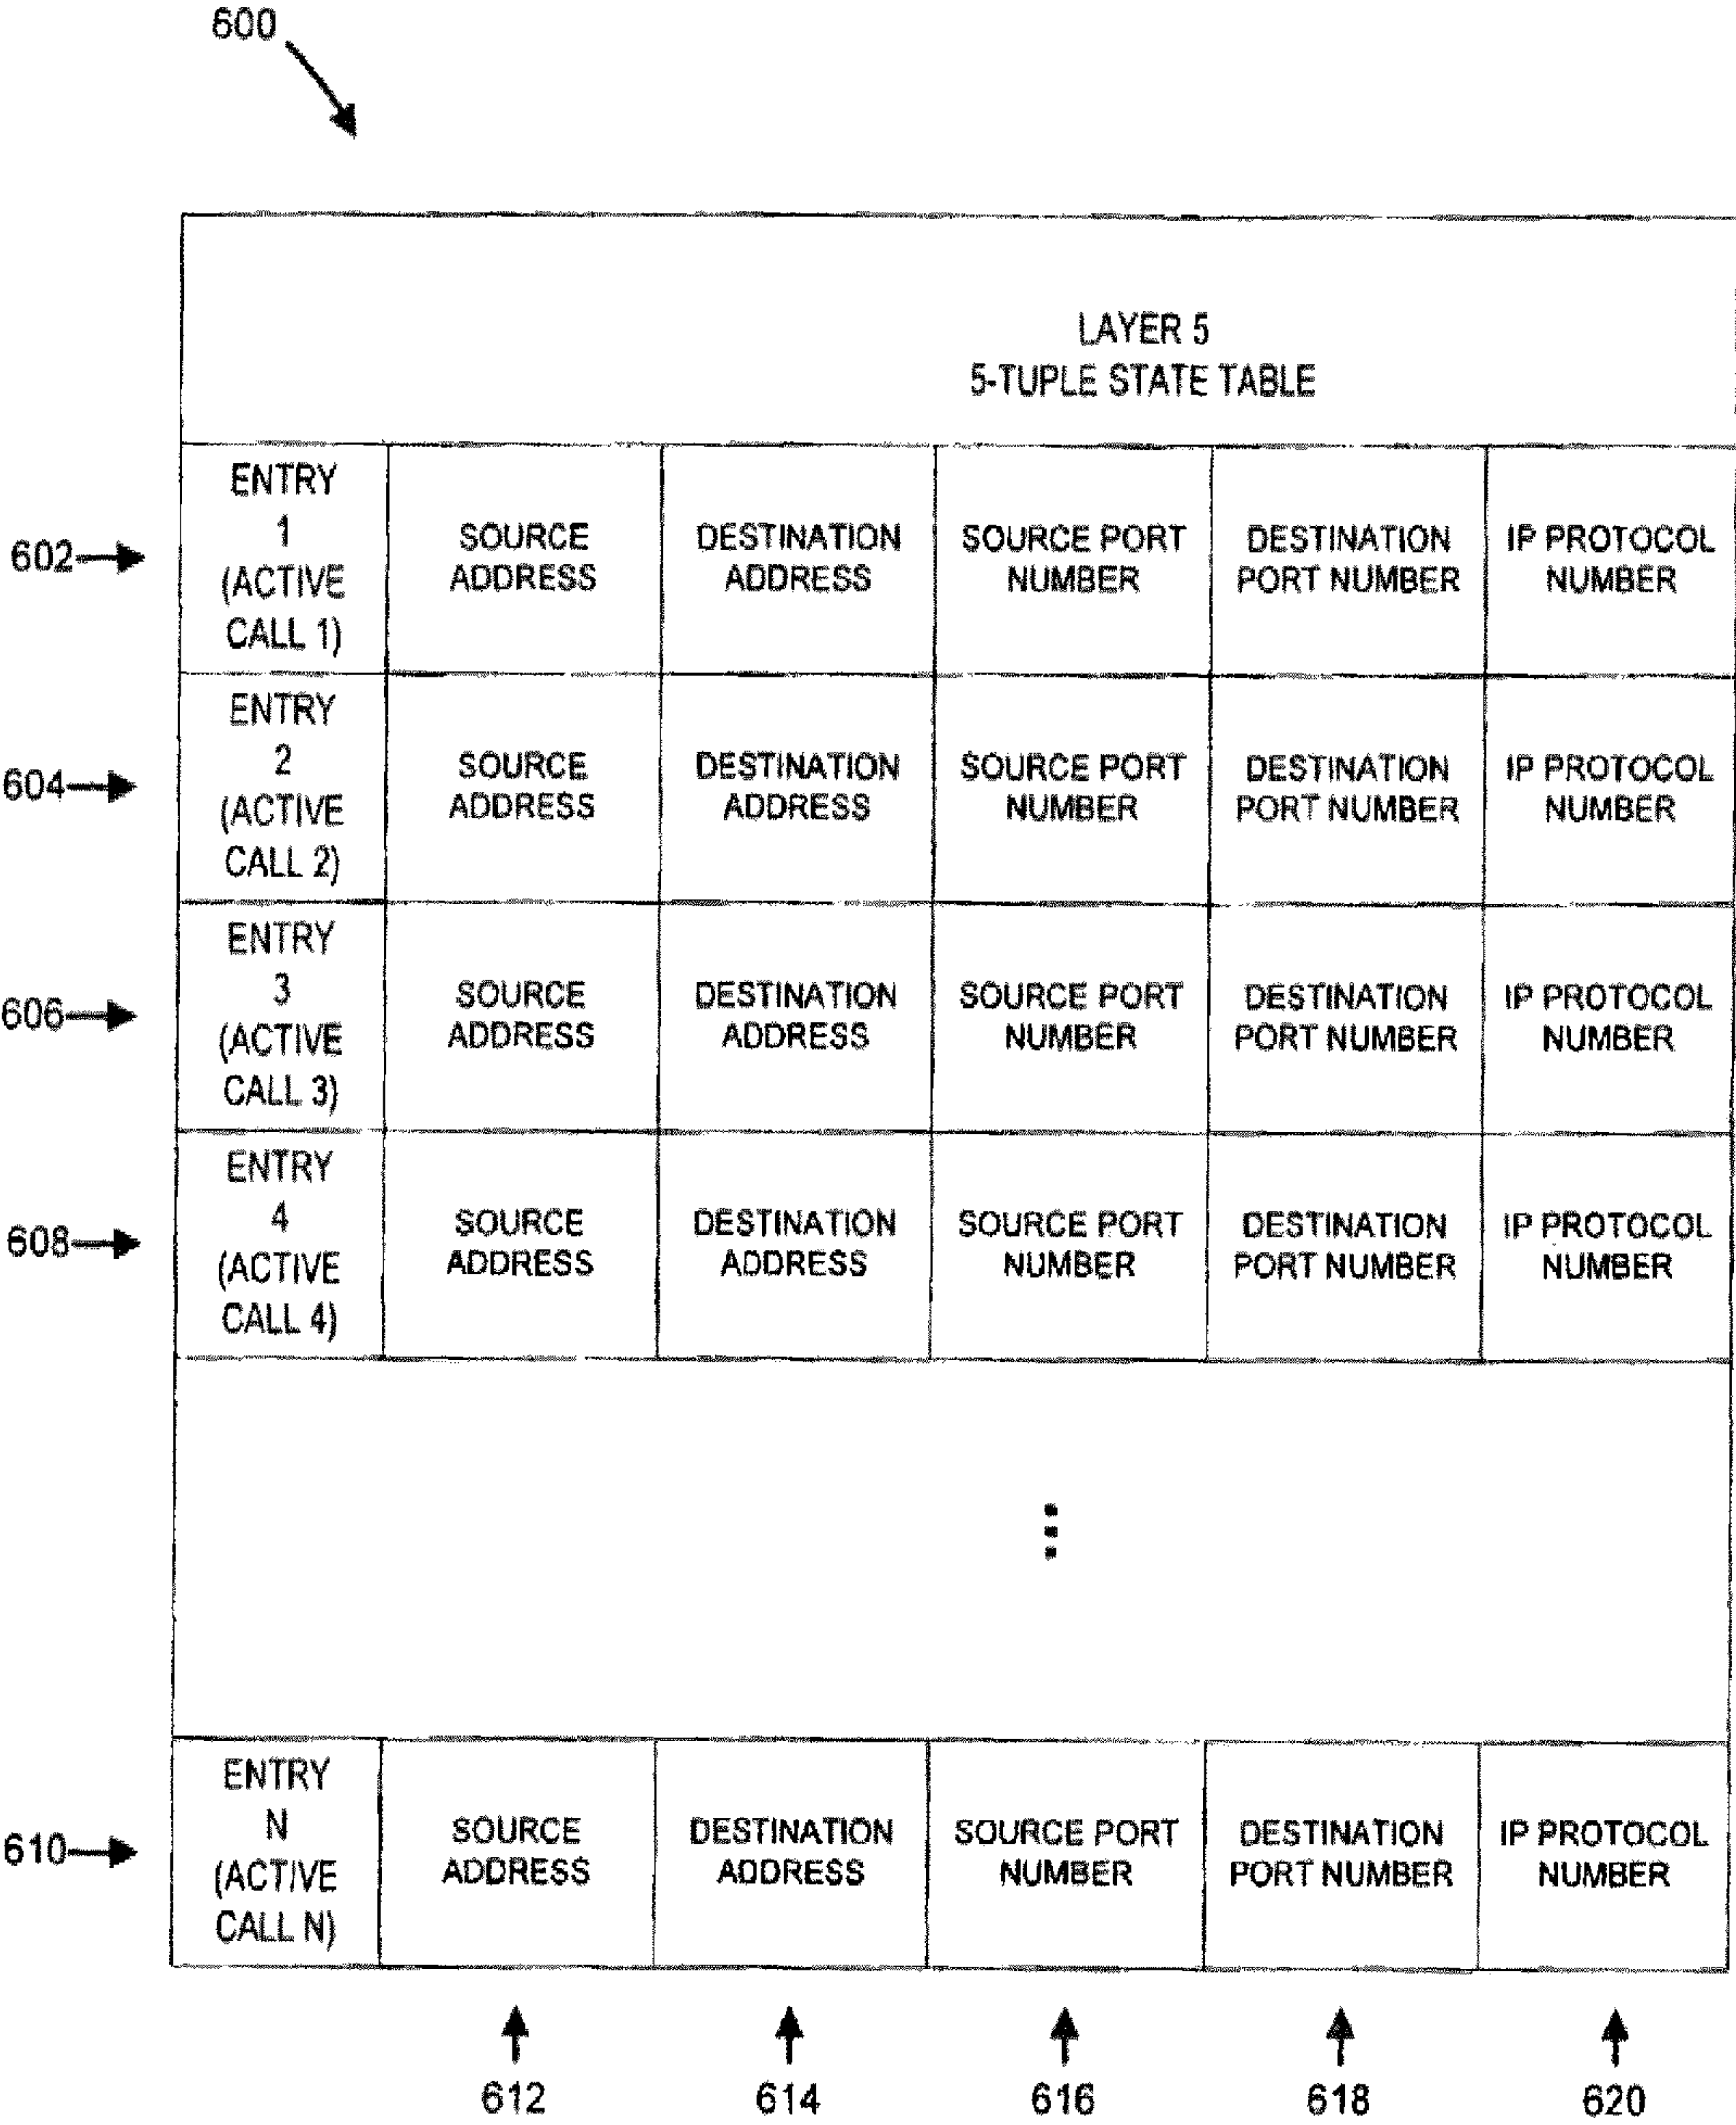 600
LAYER 5
5-TUPLE STATE TABLE
602
ENTRY
1
(ACTIVE
CALL 1)
SOURCE
ADDRESS
DESTINATION
ADDRESS
SOURCE PORT
NUMBER
DESTINATION
PORT NUMBER
IP PROTOCOL
NUMBER
604
ENTRY
2
(ACTIVE
CALL 2)
SOURCE
ADDRESS
DESTINATION
ADDRESS
SOURCE PORT
NUMBER
DESTINATION
PORT NUMBER
IP PROTOCOL
NUMBER
606
ENTRY
3
(ACTIVE
CALL 3)
SOURCE
ADDRESS
DESTINATION
ADDRESS
SOURCE PORT
NUMBER
DESTINATION
PORT NUMBER
IP PROTOCOL
NUMBER
608
ENTRY
4
(ACTIVE
CALL 4)
SOURCE
ADDRESS
DESTINATION
ADDRESS
SOURCE PORT
NUMBER
DESTINATION
PORT NUMBER
IP PROTOCOL
NUMBER
610
ENTRY
N
(ACTIVE
CALL N)
SOURCE
ADDRESS
DESTINATION
ADDRESS
SOURCE PORT
NUMBER
DESTINATION
PORT NUMBER
IP PROTOCOL
NUMBER
612
614
616
618
620